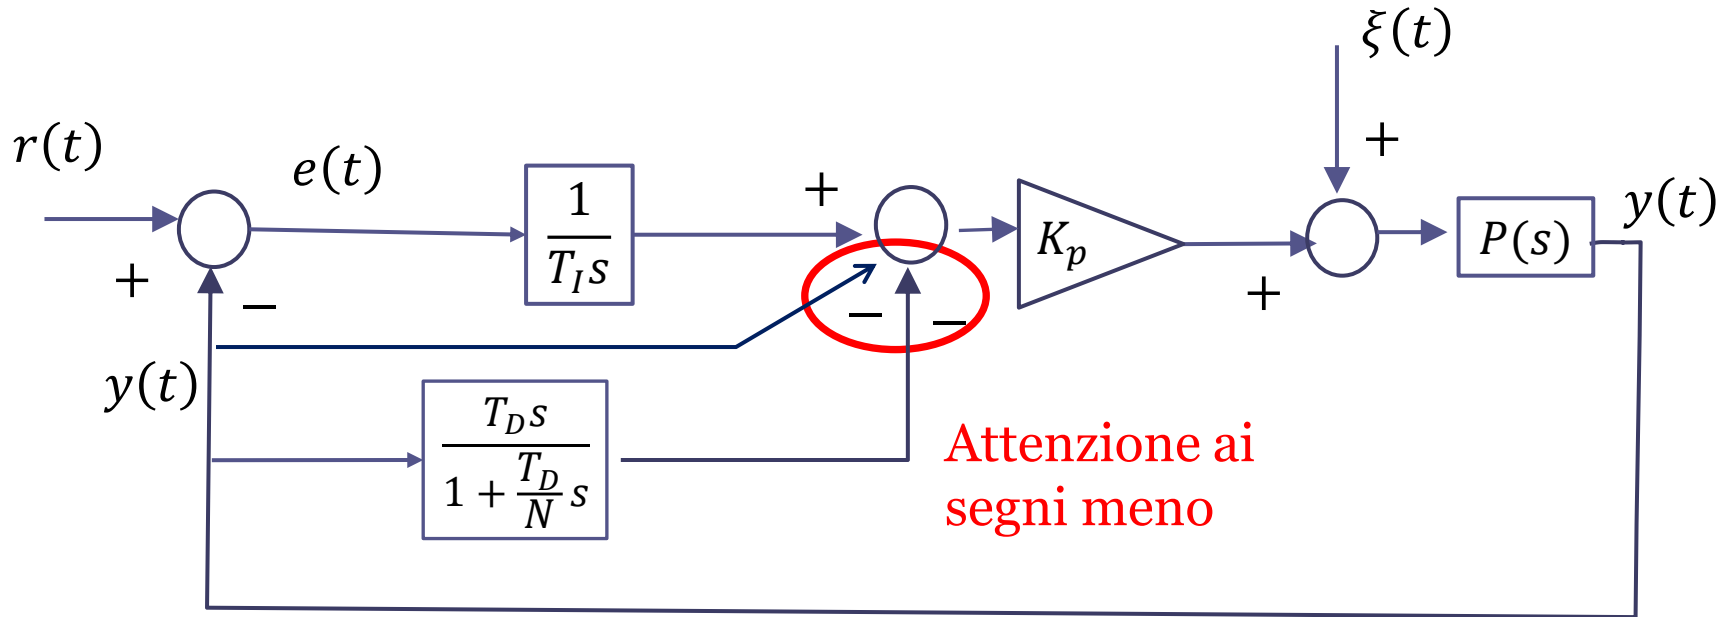 ξ(t)
r(t)
e(t)
+
+
y(t)
1
T_I s
K_p
P(s)
+
−
+
−
−
y(t)
T_D s
1 + T_D/N s
Attenzione ai
segni meno